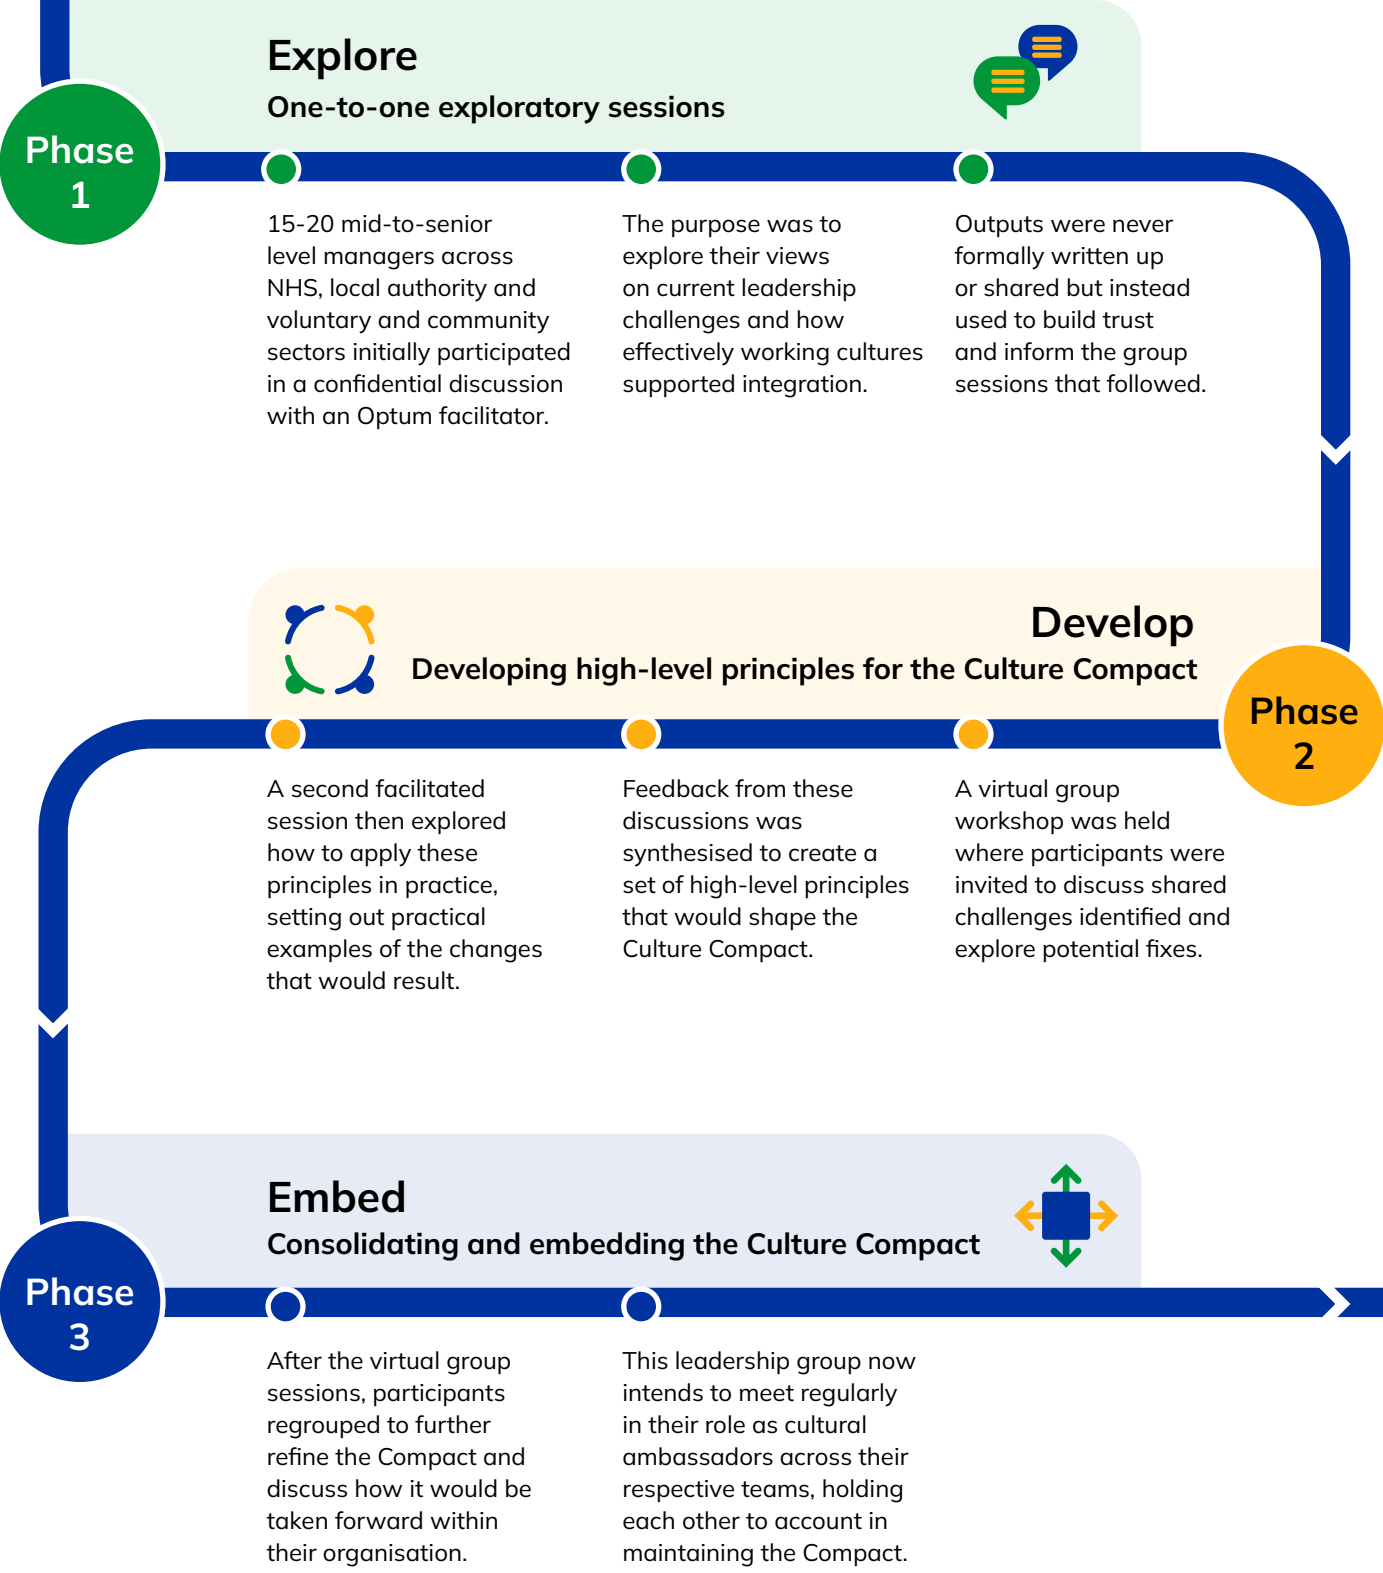 Explore
One-to-one exploratory sessions
Phase
1
15-20 mid-to-senior
level managers across
NHS, local authority and
voluntary and community
sectors initially participated
in a confidential discussion
with an Optum facilitator.
The purpose was to
explore their views
on current leadership
challenges and how
effectively working cultures
supported integration.
Outputs were never
formally written up
or shared but instead
used to build trust
and inform the group
sessions that followed.
Develop
Developing high-level principles for the Culture Compact
Phase
2
A virtual group
workshop was held
where participants were
invited to discuss shared
challenges identified and
explore potential fixes.
Feedback from these
discussions was
synthesised to create a
set of high-level principles
that would shape the
Culture Compact.
A second facilitated
session then explored
how to apply these
principles in practice,
setting out practical
examples of the changes
that would result.
Embed
Consolidating and embedding the Culture Compact
Phase
3
After the virtual group
sessions, participants
regrouped to further
refine the Compact and
discuss how it would be
taken forward within
their organisation.
This leadership group now
intends to meet regularly
in their role as cultural
ambassadors across their
respective teams, holding
each other to account in
maintaining the Compact.